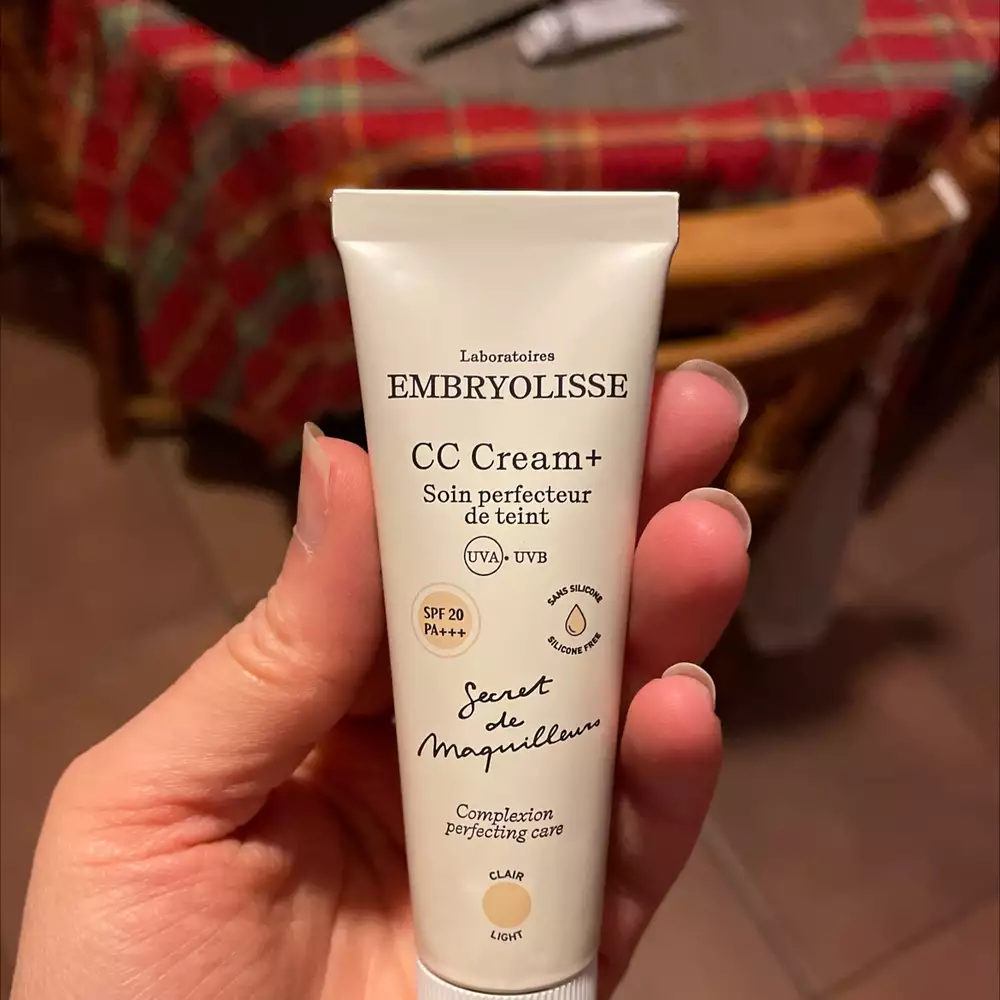 Laboratoires
EMBRYOLISSE
CC Cream+
Soin perfecteur
de teint
UVA • UVB
SPF 20
PA+++
SANS SILICONE
SILICONE FREE
Secret
de
Maquilleurs
Complexion
perfecting care
CLAIR
LIGHT